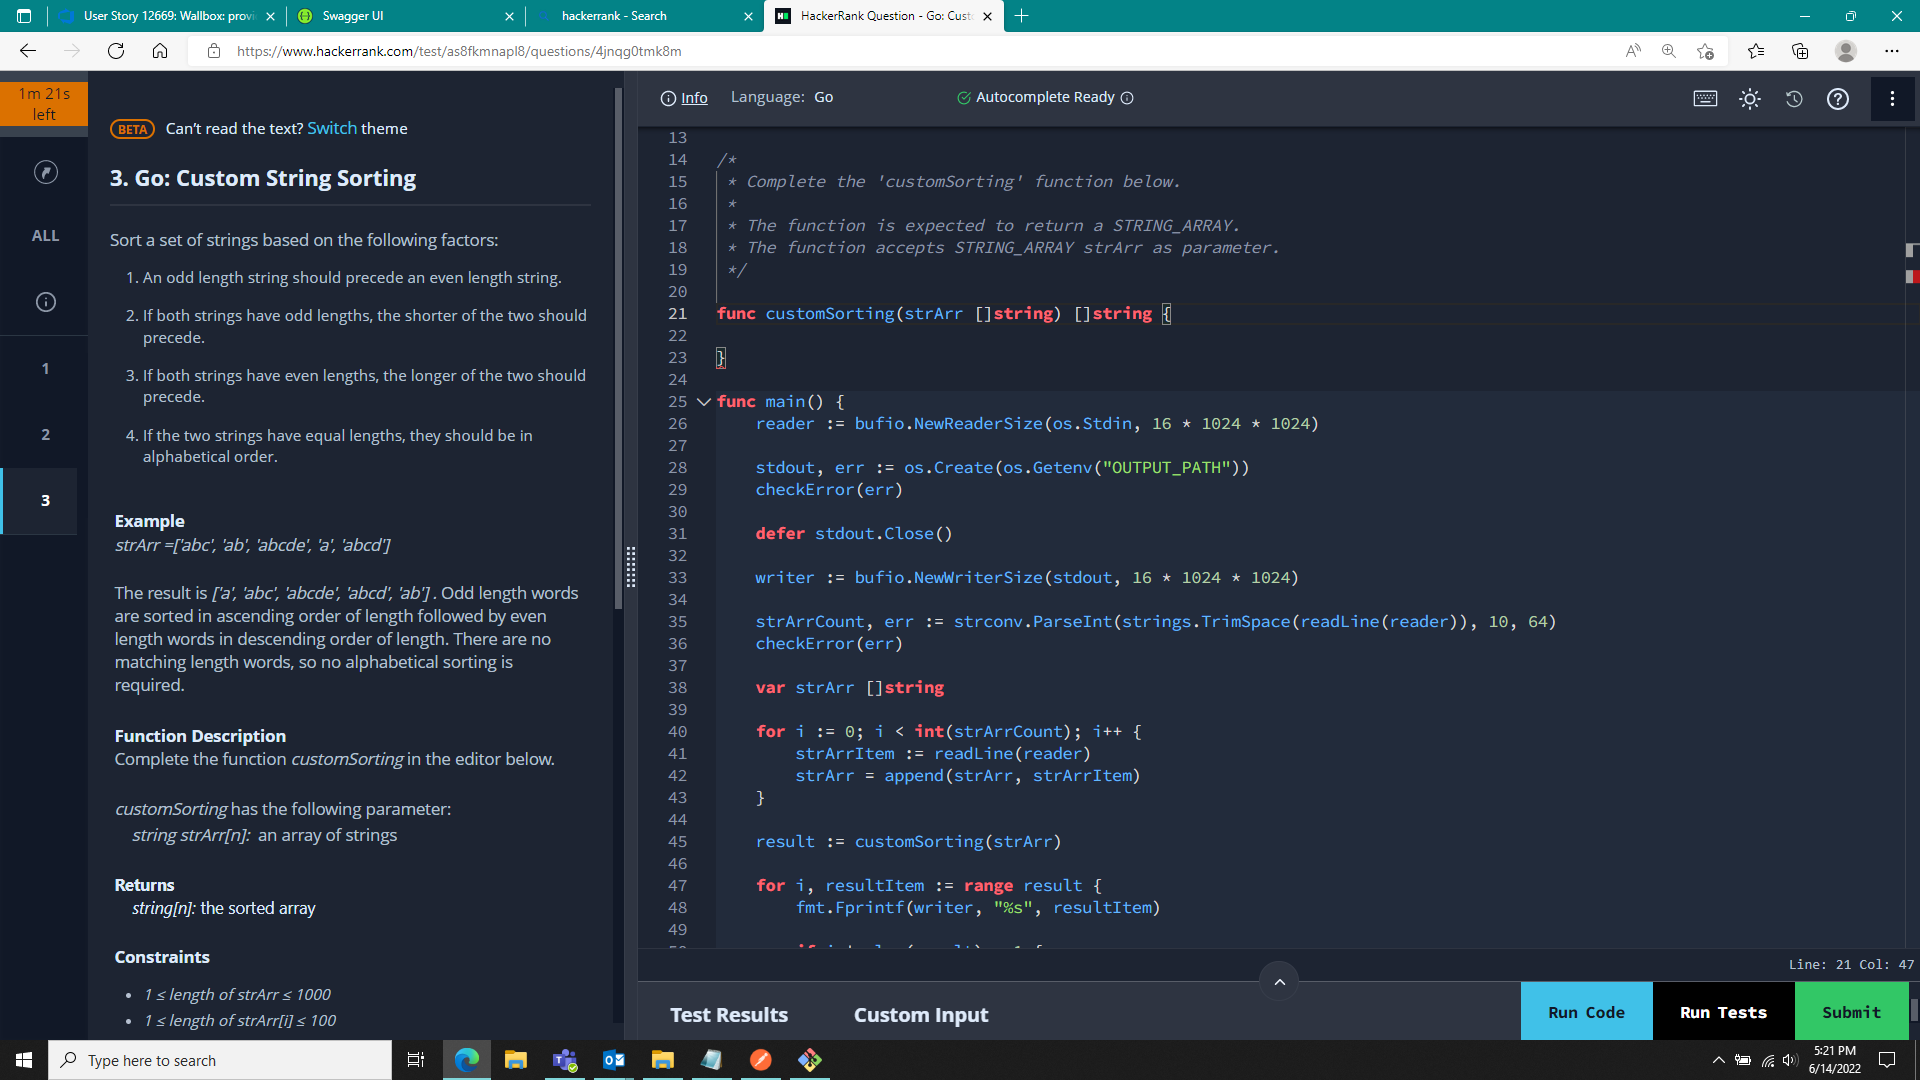 User Story 12669: Wallbox: provi
Swagger UI
hackerrank - Search
HackerRank Question - Go: Cust
https://www.hackerrank.com/test/as8fkmnapl8/questions/4jnqg0tmk8m
1m 21s
left
ALL
1
2
3
BETA Can't read the text? Switch theme
3. Go: Custom String Sorting
Sort a set of strings based on the following factors:
1. An odd length string should precede an even length string.
2. If both strings have odd lengths, the shorter of the two should
precede.
3. If both strings have even lengths, the longer of the two should
precede.
4. If the two strings have equal lengths, they should be in
alphabetical order.
Example
strArr =['abc', 'ab', 'abcde', 'a', 'abcd']
The result is ['a', 'abc', 'abcde', 'abcd', 'ab'] . Odd length words
are sorted in ascending order of length followed by even
length words in descending order of length. There are no
matching length words, so no alphabetical sorting is
required.
Function Description
Complete the function customSorting in the editor below.
customSorting has the following parameter:
string strArr[n]: an array of strings
Returns
string[n]: the sorted array
Constraints
• 1 ≤ length of strArr ≤ 1000
• 1 ≤ length of strArr[i] ≤ 100
Info Language: Go Autocomplete Ready
13
14 /*
15 * Complete the 'customSorting' function below.
16 *
17 * The function is expected to return a STRING_ARRAY.
18 * The function accepts STRING_ARRAY strArr as parameter.
19 */
20
21 func customSorting(strArr []string) []string {
22
23 }
24
25 func main() {
26 reader := bufio.NewReaderSize(os.Stdin, 16 * 1024 * 1024)
27
28 stdout, err := os.Create(os.Getenv("OUTPUT_PATH"))
29 checkError(err)
30
31 defer stdout.Close()
32
33 writer := bufio.NewWriterSize(stdout, 16 * 1024 * 1024)
34
35 strArrCount, err := strconv.ParseInt(strings.TrimSpace(readLine(reader)), 10, 64)
36 checkError(err)
37
38 var strArr []string
39
40 for i := 0; i < int(strArrCount); i++ {
41 strArrItem := readLine(reader)
42 strArr = append(strArr, strArrItem)
43 }
44
45 result := customSorting(strArr)
46
47 for i, resultItem := range result {
48 fmt.Fprintf(writer, "%s", resultItem)
49
Line: 21 Col: 47
Test Results Custom Input
Run Code Run Tests Submit
Type here to search
5:21 PM
6/14/2022